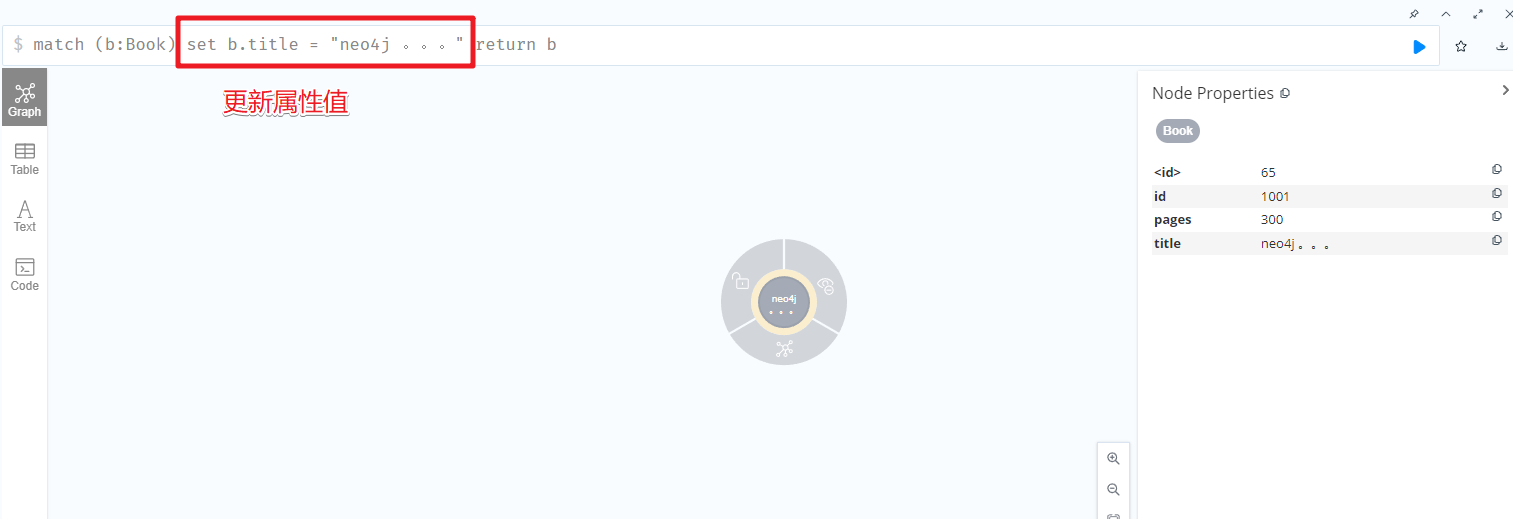 $ match (b:Book) set b.title = "neo4j 。。。" return b
更新属性值
Graph
Table
Text
Code
neo4j
。。。
Node Properties
Book
<id> 65
id 1001
pages 300
title neo4j 。。。